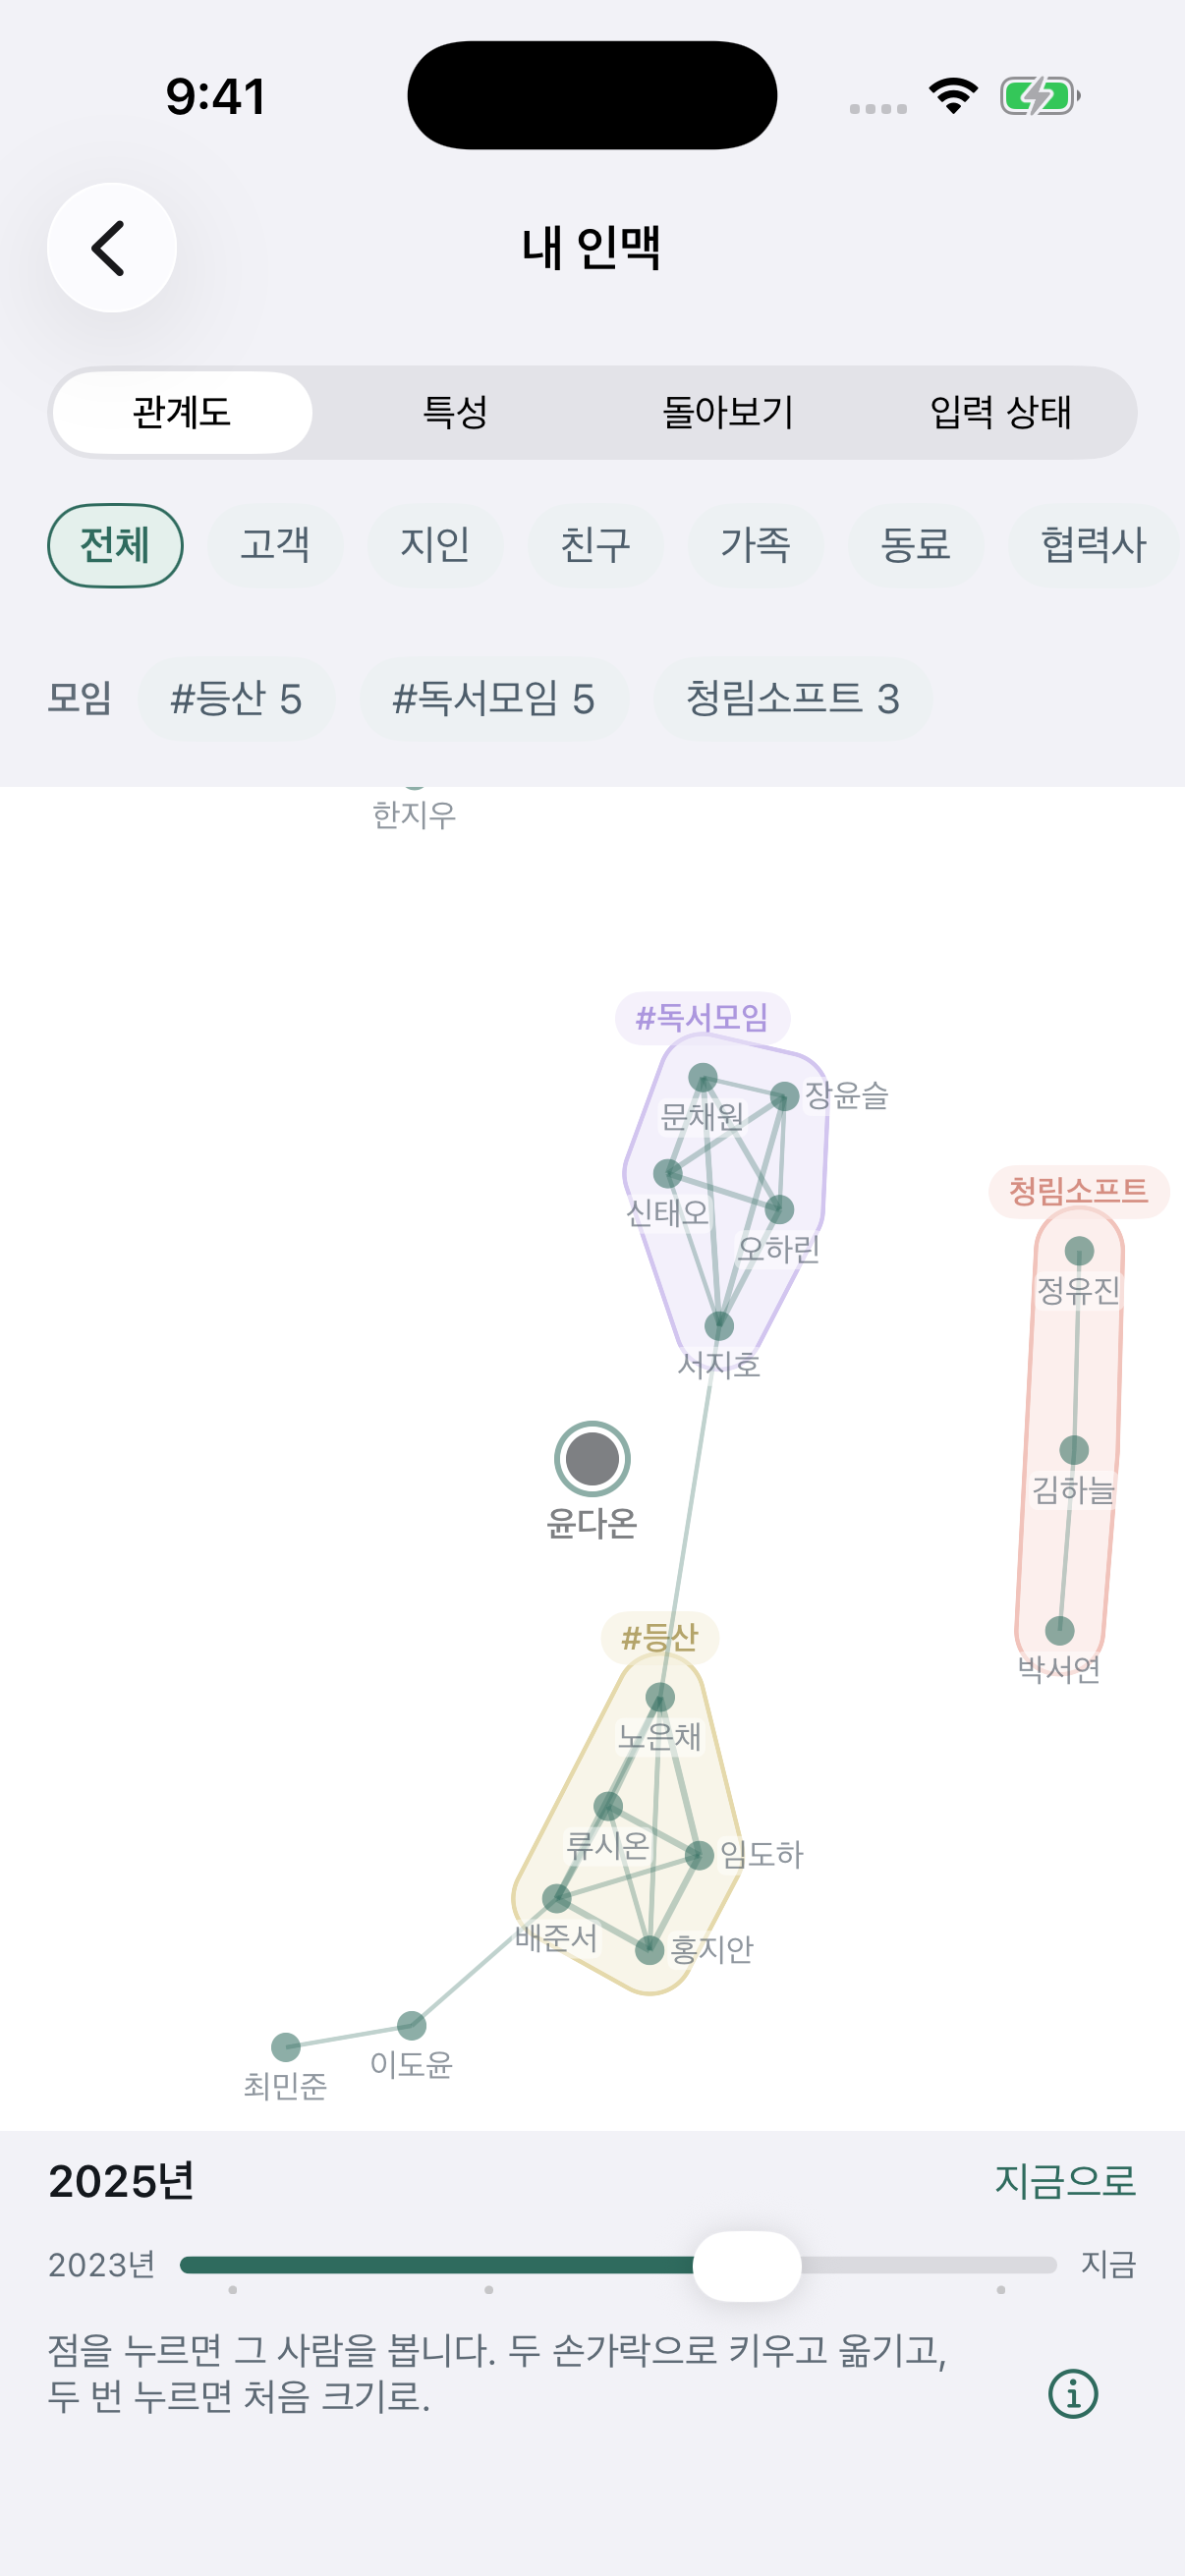 9:41
내 인맥
관계도 특성 돌아보기 입력 상태
전체 고객 지인 친구 가족 동료 협력사
모임 #등산 5 #독서모임 5 청림소프트 3
한지우
#독서모임
장윤슬
문채원
청림소프트
신태오
오하린
정유진
서지호
김하늘
윤다온
#등산
박서연
노은채
류시온
임도하
배준서
홍지안
이도윤
최민준
2025년 지금으로
2023년 지금
점을 누르면 그 사람을 봅니다. 두 손가락으로 키우고 옮기고,
두 번 누르면 처음 크기로.